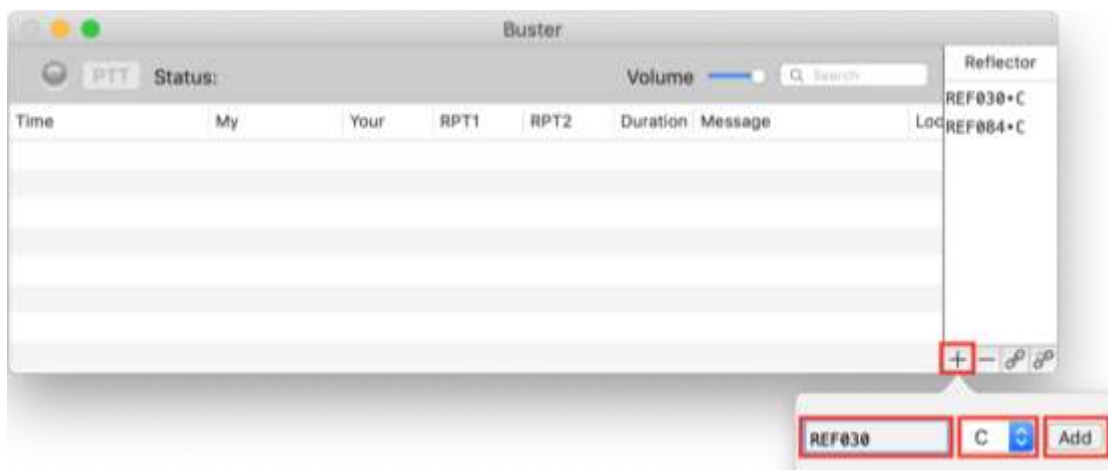 Buster
PTT Status: Volume Search Reflector
REF030•C
Time My Your RPT1 RPT2 Duration Message Loc
REF084•C
REF030 C Add